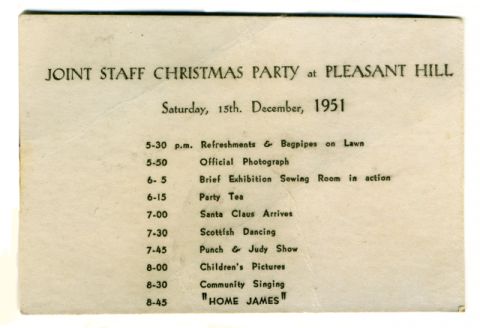 JOINT STAFF CHRISTMAS PARTY at PLEASANT HILL
Saturday, 15th. December, 1951
5-30 p.m. Refreshments & Bagpipes on Lawn
5-50 Official Photograph
6- 5 Brief Exhibition Sewing Room in action
6-15 Party Tea
7-00 Santa Claus Arrives
7-30 Scottish Dancing
7-45 Punch & Judy Show
8-00 Children's Pictures
8-30 Community Singing
8-45 "HOME JAMES"